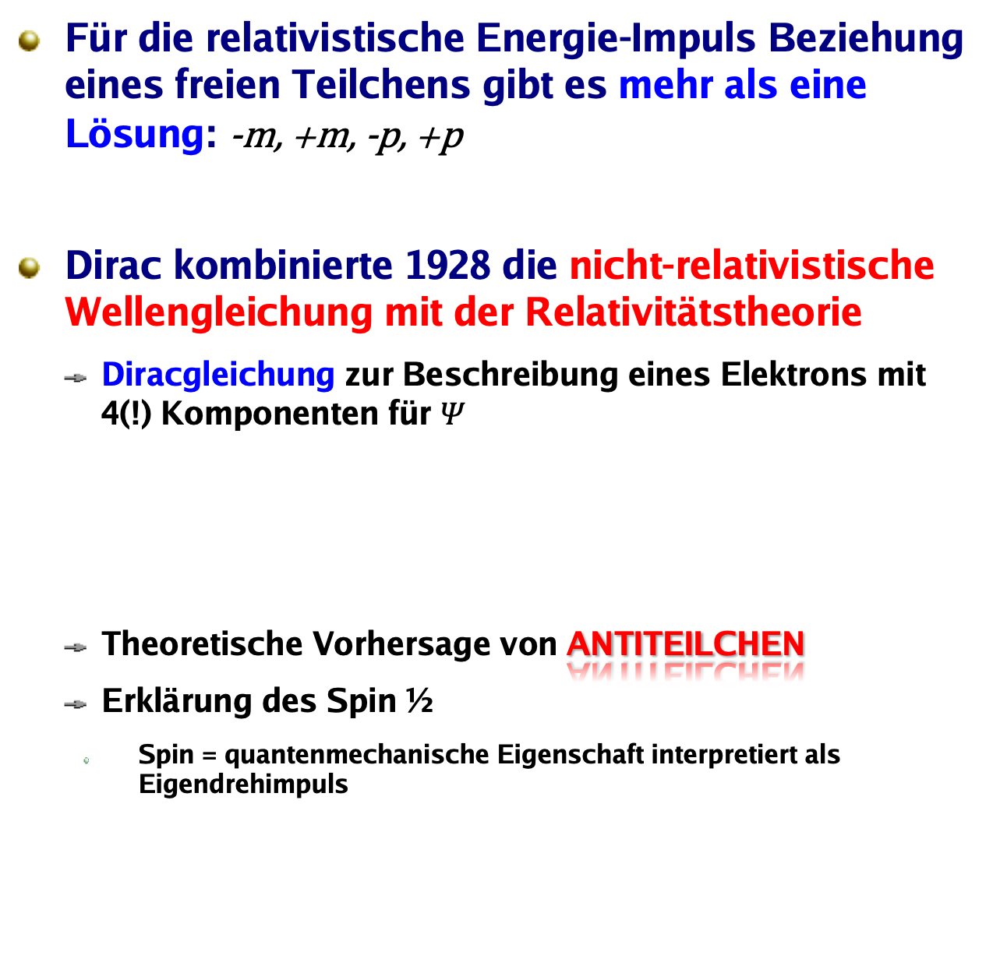 Für die relativistische Energie-Impuls Beziehung
eines freien Teilchens gibt es mehr als eine
Lösung: -m, +m, -p, +p
Dirac kombinierte 1928 die nicht-relativistische
Wellengleichung mit der Relativitätstheorie
Diracgleichung zur Beschreibung eines Elektrons mit
4(!) Komponenten für Ψ
Theoretische Vorhersage von ANTITEILCHEN
Erklärung des Spin ½
Spin = quantenmechanische Eigenschaft interpretiert als
Eigendrehimpuls